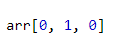 arr[0, 1, 0]